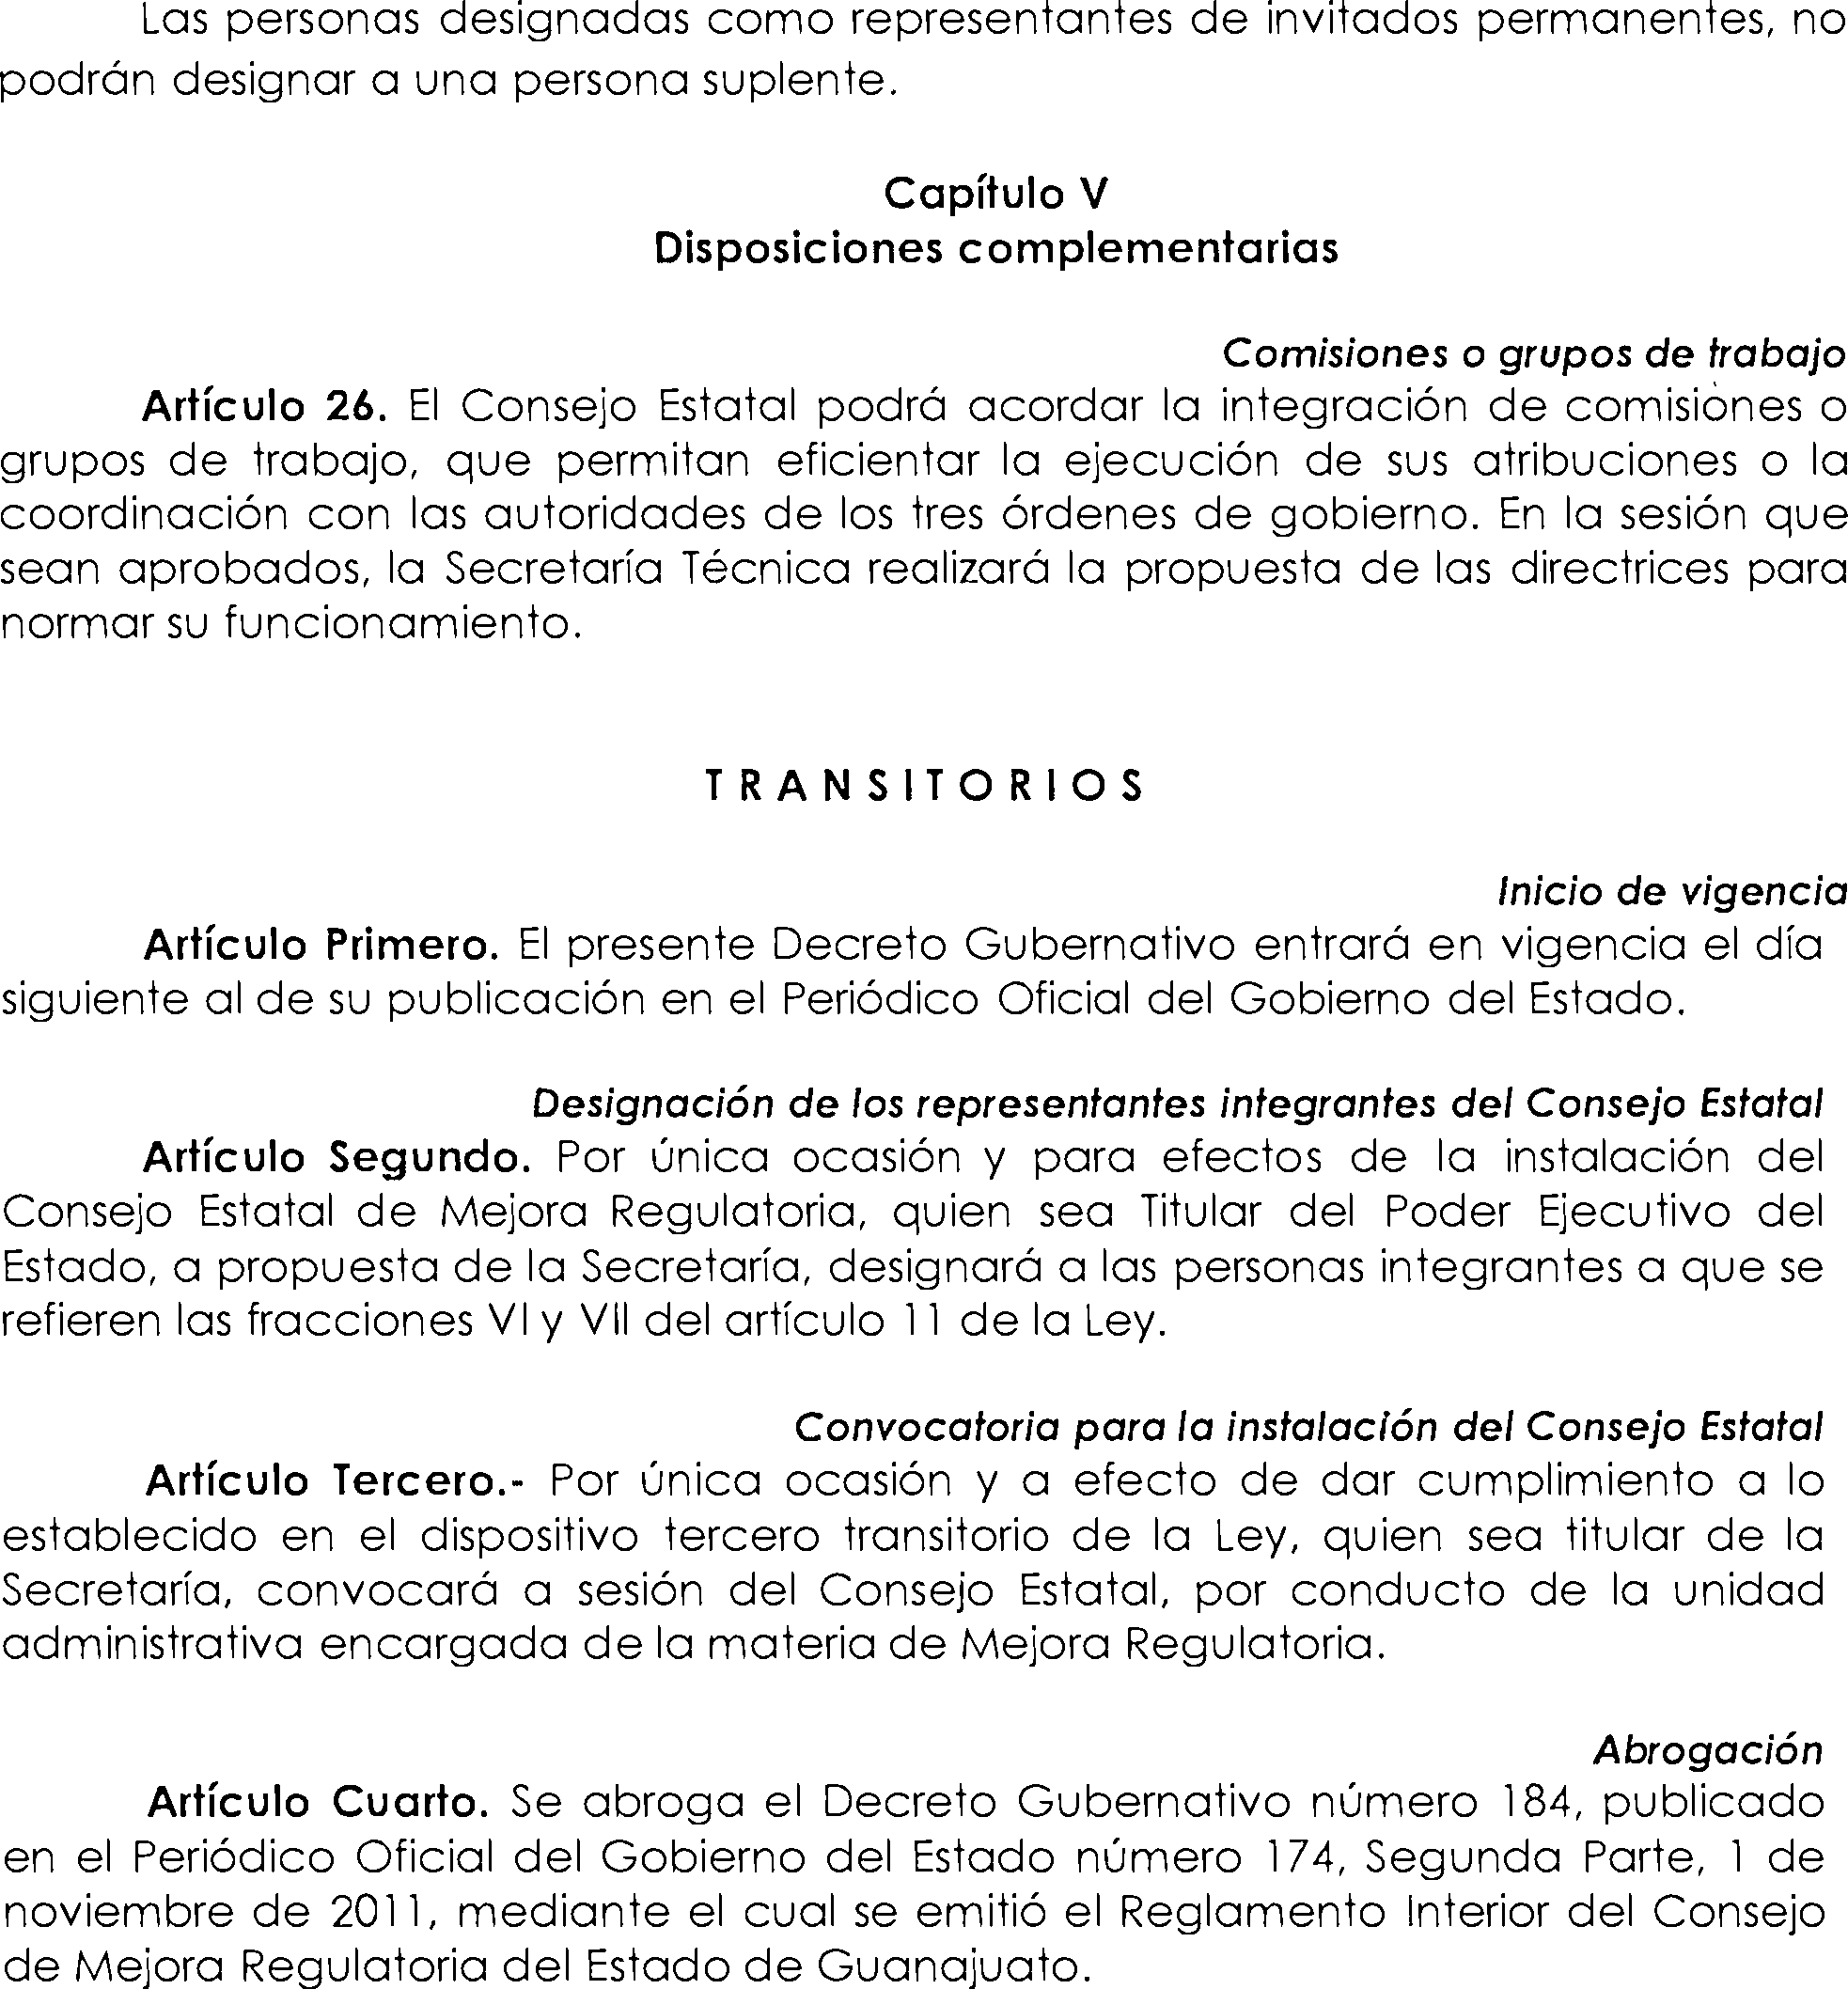 Las personas designadas como representantes de invitados permanentes, no
podrán designar a una persona suplente.
Capítulo V
Disposiciones complementarias
Comisiones o grupos de trabajo
Artículo 26. El Consejo Estatal podrá acordar la integración de comisiones o
grupos de trabajo, que permitan eficientar la ejecución de sus atribuciones o la
coordinación con las autoridades de los tres órdenes de gobierno. En la sesión que
sean aprobados, la Secretaría Técnica realizará la propuesta de las directrices para
normar su funcionamiento.
T R A N S I T O R I O S
Inicio de vigencia
Artículo Primero. El presente Decreto Gubernativo entrará en vigencia el día
siguiente al de su publicación en el Periódico Oficial del Gobierno del Estado.
Designación de los representantes integrantes del Consejo Estatal
Artículo Segundo. Por única ocasión y para efectos de la instalación del
Consejo Estatal de Mejora Regulatoria, quien sea Titular del Poder Ejecutivo del
Estado, a propuesta de la Secretaría, designará a las personas integrantes a que se
refieren las fracciones VI y VII del artículo 11 de la Ley.
Convocatoria para la instalación del Consejo Estatal
Artículo Tercero.- Por única ocasión y a efecto de dar cumplimiento a lo
establecido en el dispositivo tercero transitorio de la Ley, quien sea titular de la
Secretaría, convocará a sesión del Consejo Estatal, por conducto de la unidad
administrativa encargada de la materia de Mejora Regulatoria.
Abrogación
Artículo Cuarto. Se abroga el Decreto Gubernativo número 184, publicado
en el Periódico Oficial del Gobierno del Estado número 174, Segunda Parte, 1 de
noviembre de 2011, mediante el cual se emitió el Reglamento Interior del Consejo
de Mejora Regulatoria del Estado de Guanajuato.